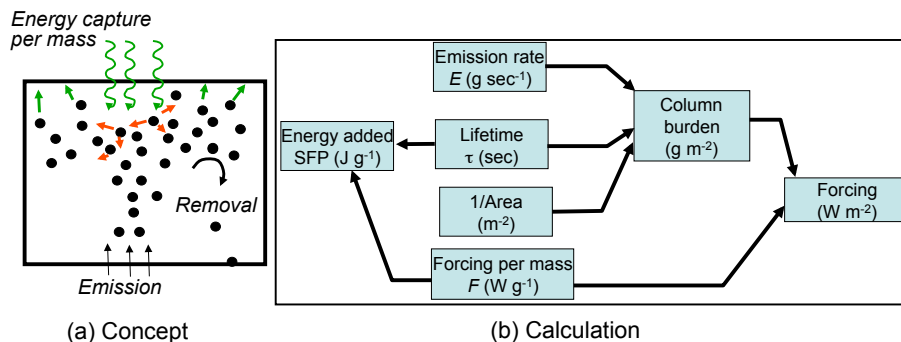 Energy capture
per mass
Removal
Emission
(a) Concept
Emission rate
E (g sec⁻¹)
Energy added
SFP (J g⁻¹)
Lifetime
τ (sec)
Column
burden
(g m⁻²)
1/Area
(m⁻²)
Forcing
(W m⁻²)
Forcing per mass
F (W g⁻¹)
(b) Calculation